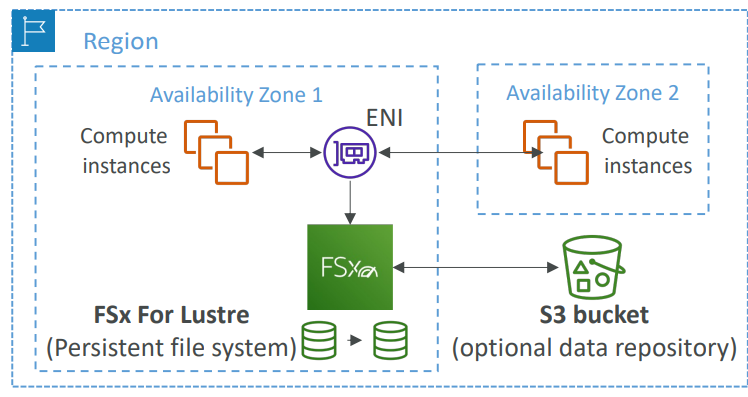 Region
Availability Zone 1
Availability Zone 2
ENI
Compute
instances
Compute
instances
FSx
FSx For Lustre
(Persistent file system)
S3 bucket
(optional data repository)